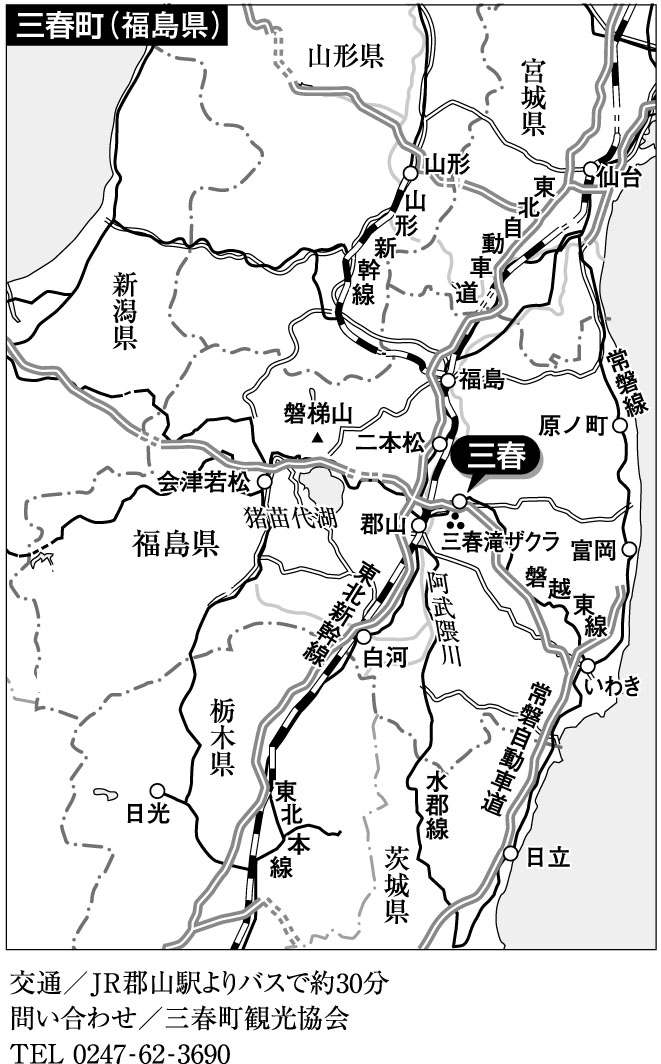 三春町（福島県）
山形県
宮城県
山形
仙台
東北自動車道
山形新幹線
新潟県
福島
常磐線
磐梯山
二本松
原ノ町
三春
会津若松
猪苗代湖
郡山
三春滝ザクラ
福島県
富岡
磐越東線
阿武隈川
東北新幹線
白河
いわき
栃木県
常磐自動車道
日光
東北本線
水郡線
茨城県
日立
交通／JR郡山駅よりバスで約30分
問い合わせ／三春町観光協会
TEL 0247-62-3690